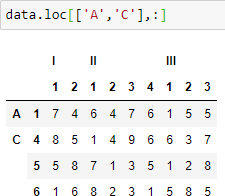 data.loc[['A','C'],:]
I II III
1 2 1 2 3 4 1 2 3
A 1 7 4 6 4 7 6 1 5 5
C 4 8 5 1 4 9 6 6 3 7
5 5 8 7 1 3 5 1 2 8
6 1 6 8 2 3 1 5 8 5